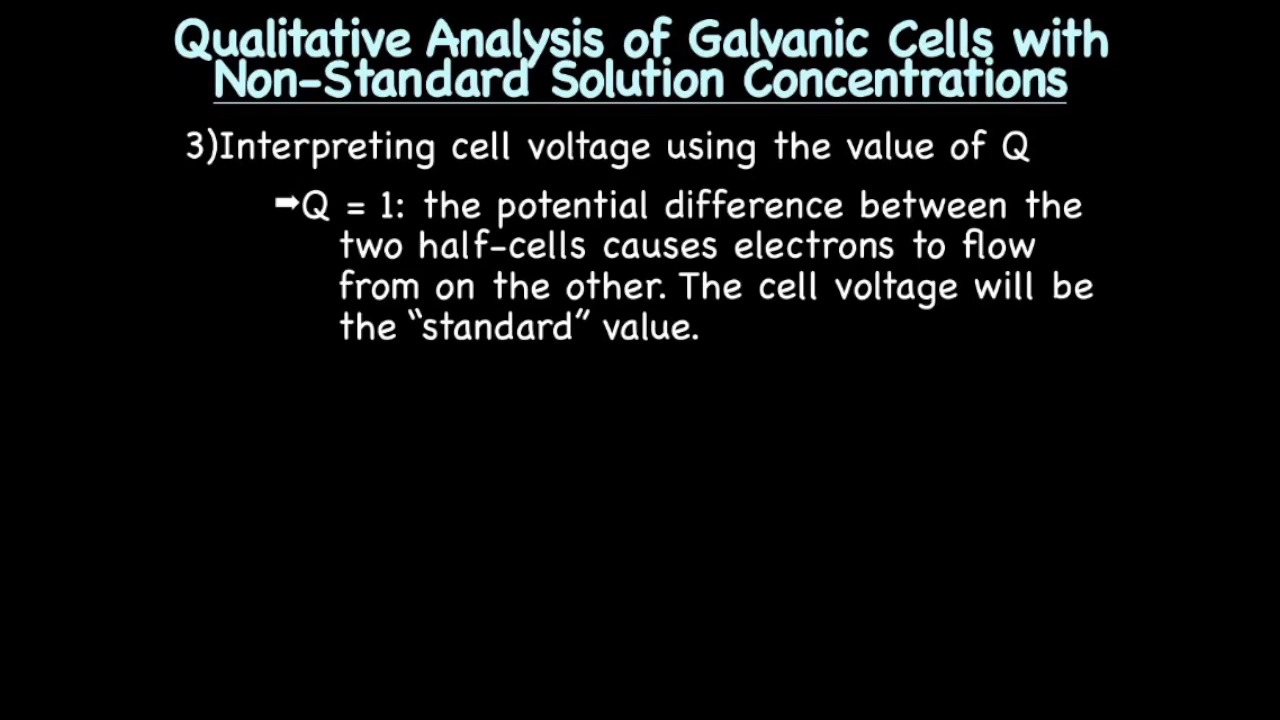 Qualitative Analysis of Galvanic Cells with
Non-Standard Solution Concentrations
3)Interpreting cell voltage using the value of Q
➡Q = 1: the potential difference between the
two half-cells causes electrons to flow
from on the other. The cell voltage will be
the “standard” value.